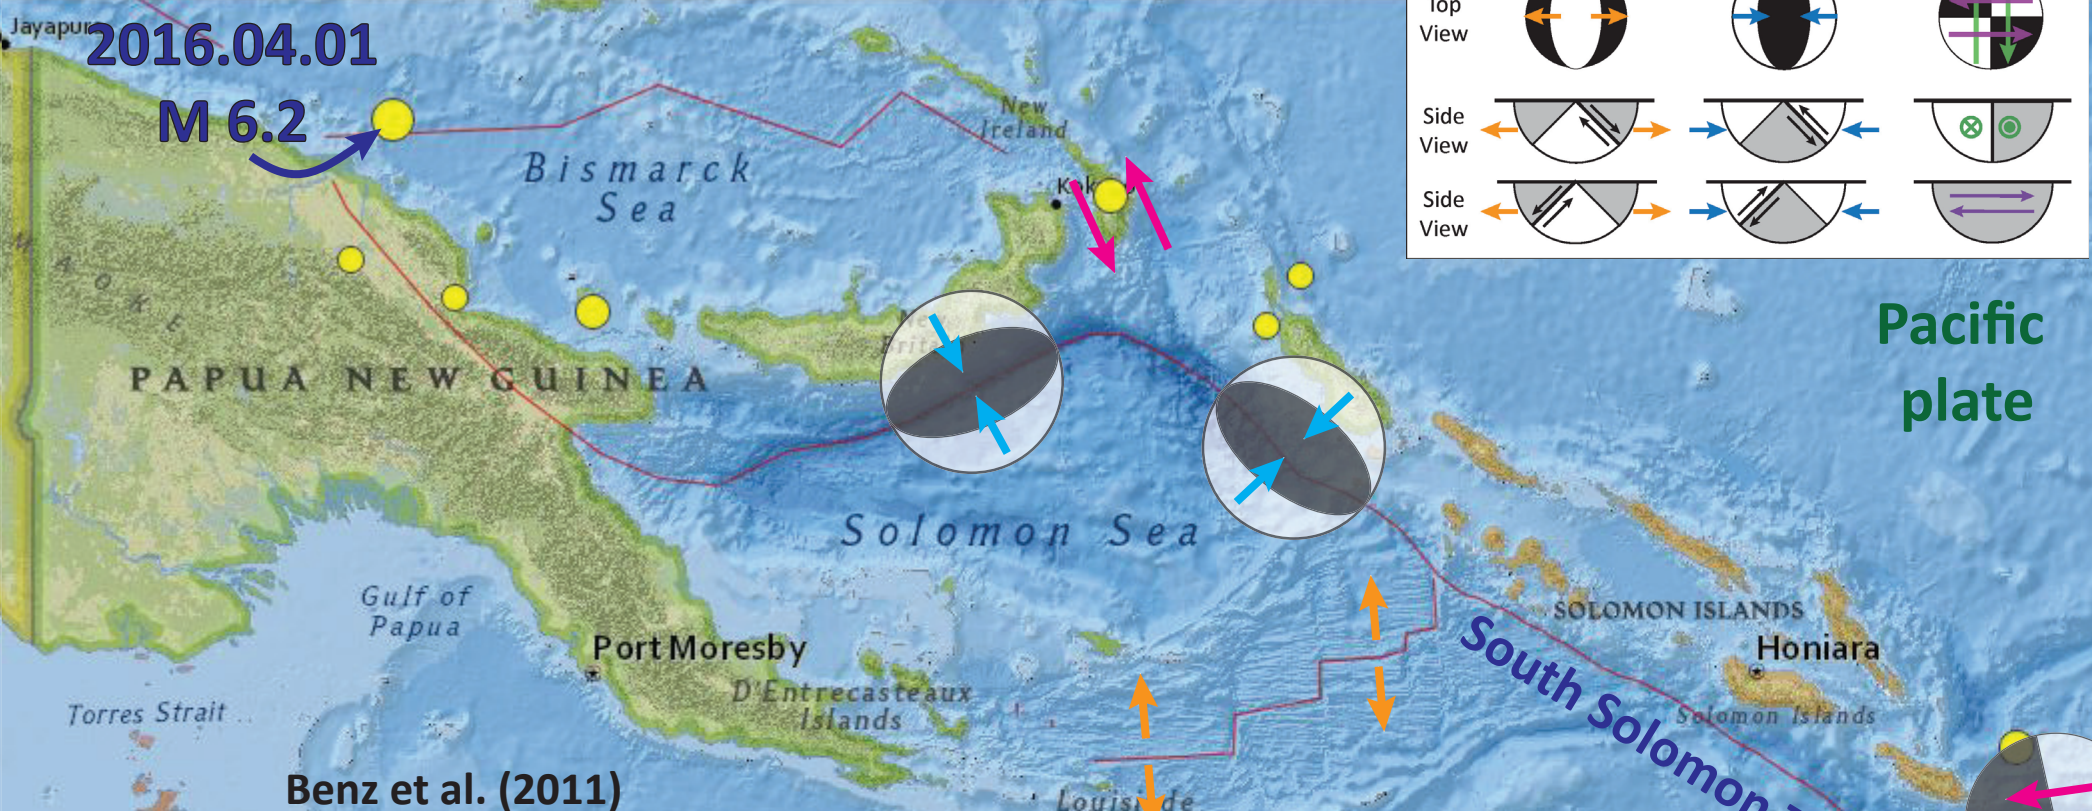 Jayapura
2016.04.01
M 6.2
Top
View
Side
View
Side
View
New
Ireland
Bismarck
Sea
MAOKE
New
PAPUA NEW GUINEA
Pacific
plate
Solomon Sea
Gulf of
Papua
Port Moresby
D'Entrecasteaux
Islands
Torres Strait
SOLOMON ISLANDS
Honiara
Solomon Islands
South Solomon
Benz et al. (2011)